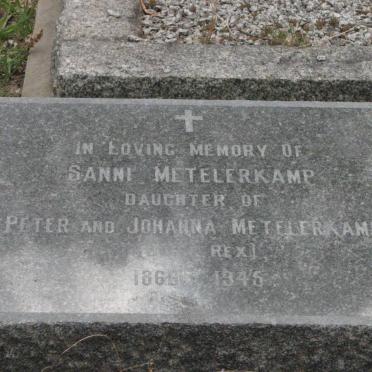 IN LOVING MEMORY OF
SANNI METELERKAMP
DAUGHTER OF
PETER AND JOHANNA METELERKAMP
REX]
1945